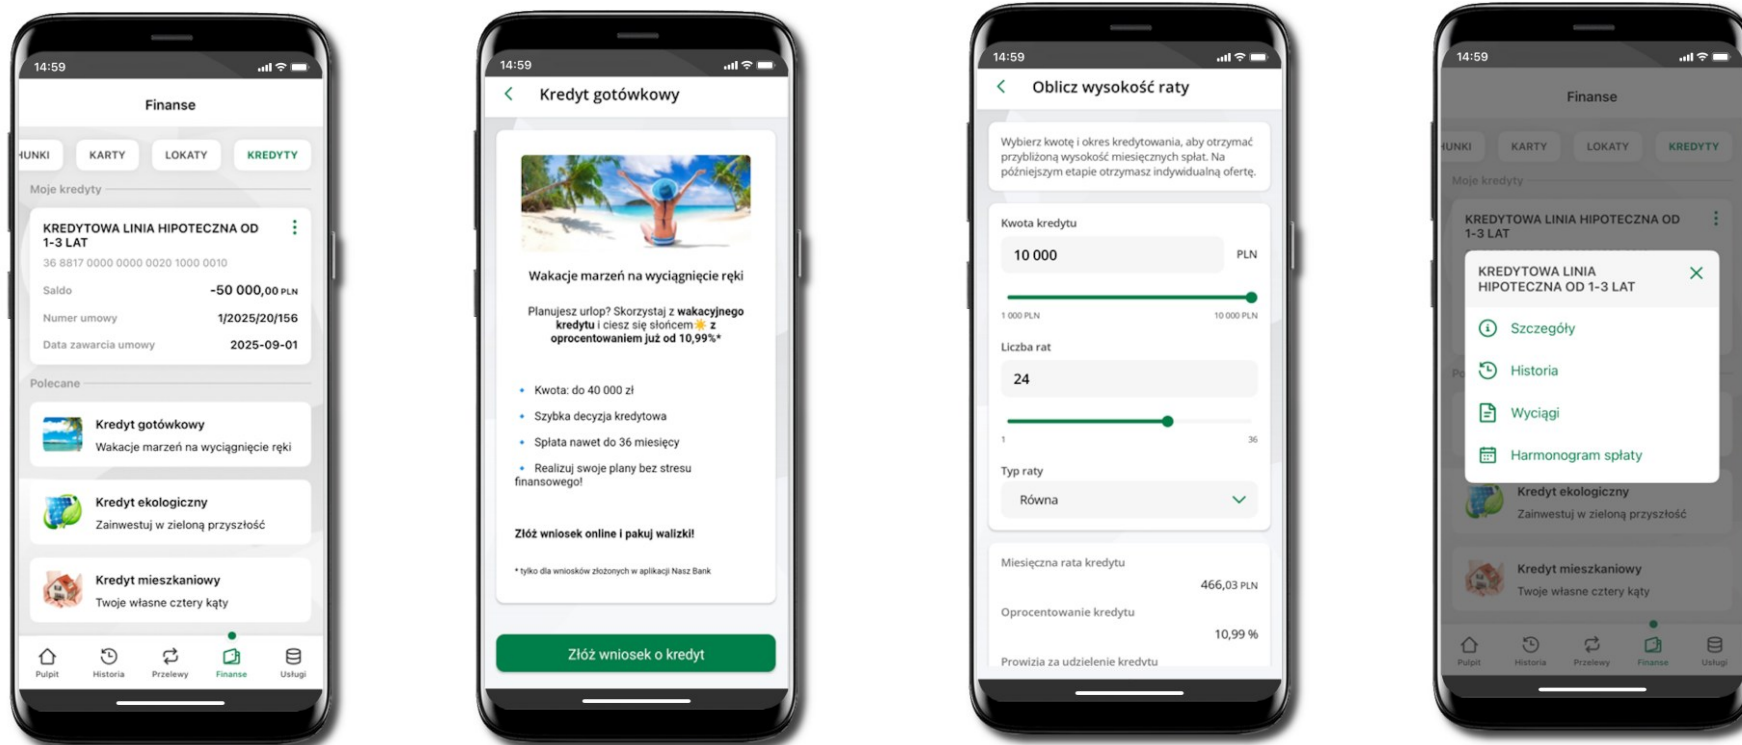 14:59
Finanse
IUNKI KARTY LOKATY KREDYTY
Moje kredyty
KREDYTOWA LINIA HIPOTECZNA OD
1-3 LAT
36 8817 0000 0000 0020 1000 0010
Saldo -50 000,00 PLN
Numer umowy 1/2025/20/156
Data zawarcia umowy 2025-09-01
Polecane
Kredyt gotówkowy
Wakacje marzeń na wyciągnięcie ręki
Kredyt ekologiczny
Zainwestuj w zieloną przyszłość
Kredyt mieszkaniowy
Twoje własne cztery kąty
Pulpit Historia Przelewy Finanse Usługi
14:59
Kredyt gotówkowy
Wakacje marzeń na wyciągnięcie ręki
Planujesz urlop? Skorzystaj z wakacyjnego
kredytu i ciesz się słońcem☀️ z
oprocentowaniem już od 10,99%*
Kwota: do 40 000 zł
Szybka decyzja kredytowa
Spłata nawet do 36 miesięcy
Realizuj swoje plany bez stresu
finansowego!
Złóż wniosek online i pakuj walizki!
* tylko dla wniosków złożonych w aplikacji Nasz Bank
Złóż wniosek o kredyt
14:59
Oblicz wysokość raty
Wybierz kwotę i okres kredytowania, aby otrzymać
przybliżoną wysokość miesięcznych spłat. Na
późniejszym etapie otrzymasz indywidualną ofertę.
Kwota kredytu
10 000 PLN
1 000 PLN 10 000 PLN
Liczba rat
24
1 36
Typ raty
Równa
Miesięczna rata kredytu
466,03 PLN
Oprocentowanie kredytu
10,99 %
Prowizja za udzielenie kredytu
14:59
Finanse
IUNKI KARTY LOKATY KREDYTY
Moje kredyty
KREDYTOWA LINIA HIPOTECZNA OD
1-3 LAT
KREDYTOWA LINIA
HIPOTECZNA OD 1-3 LAT
Szczegóły
Historia
Wyciągi
Harmonogram spłaty
Po
Kredyt ekologiczny
Zainwestuj w zieloną przyszłość
Kredyt mieszkaniowy
Twoje własne cztery kąty
Pulpit Historia Przelewy Finanse Usługi